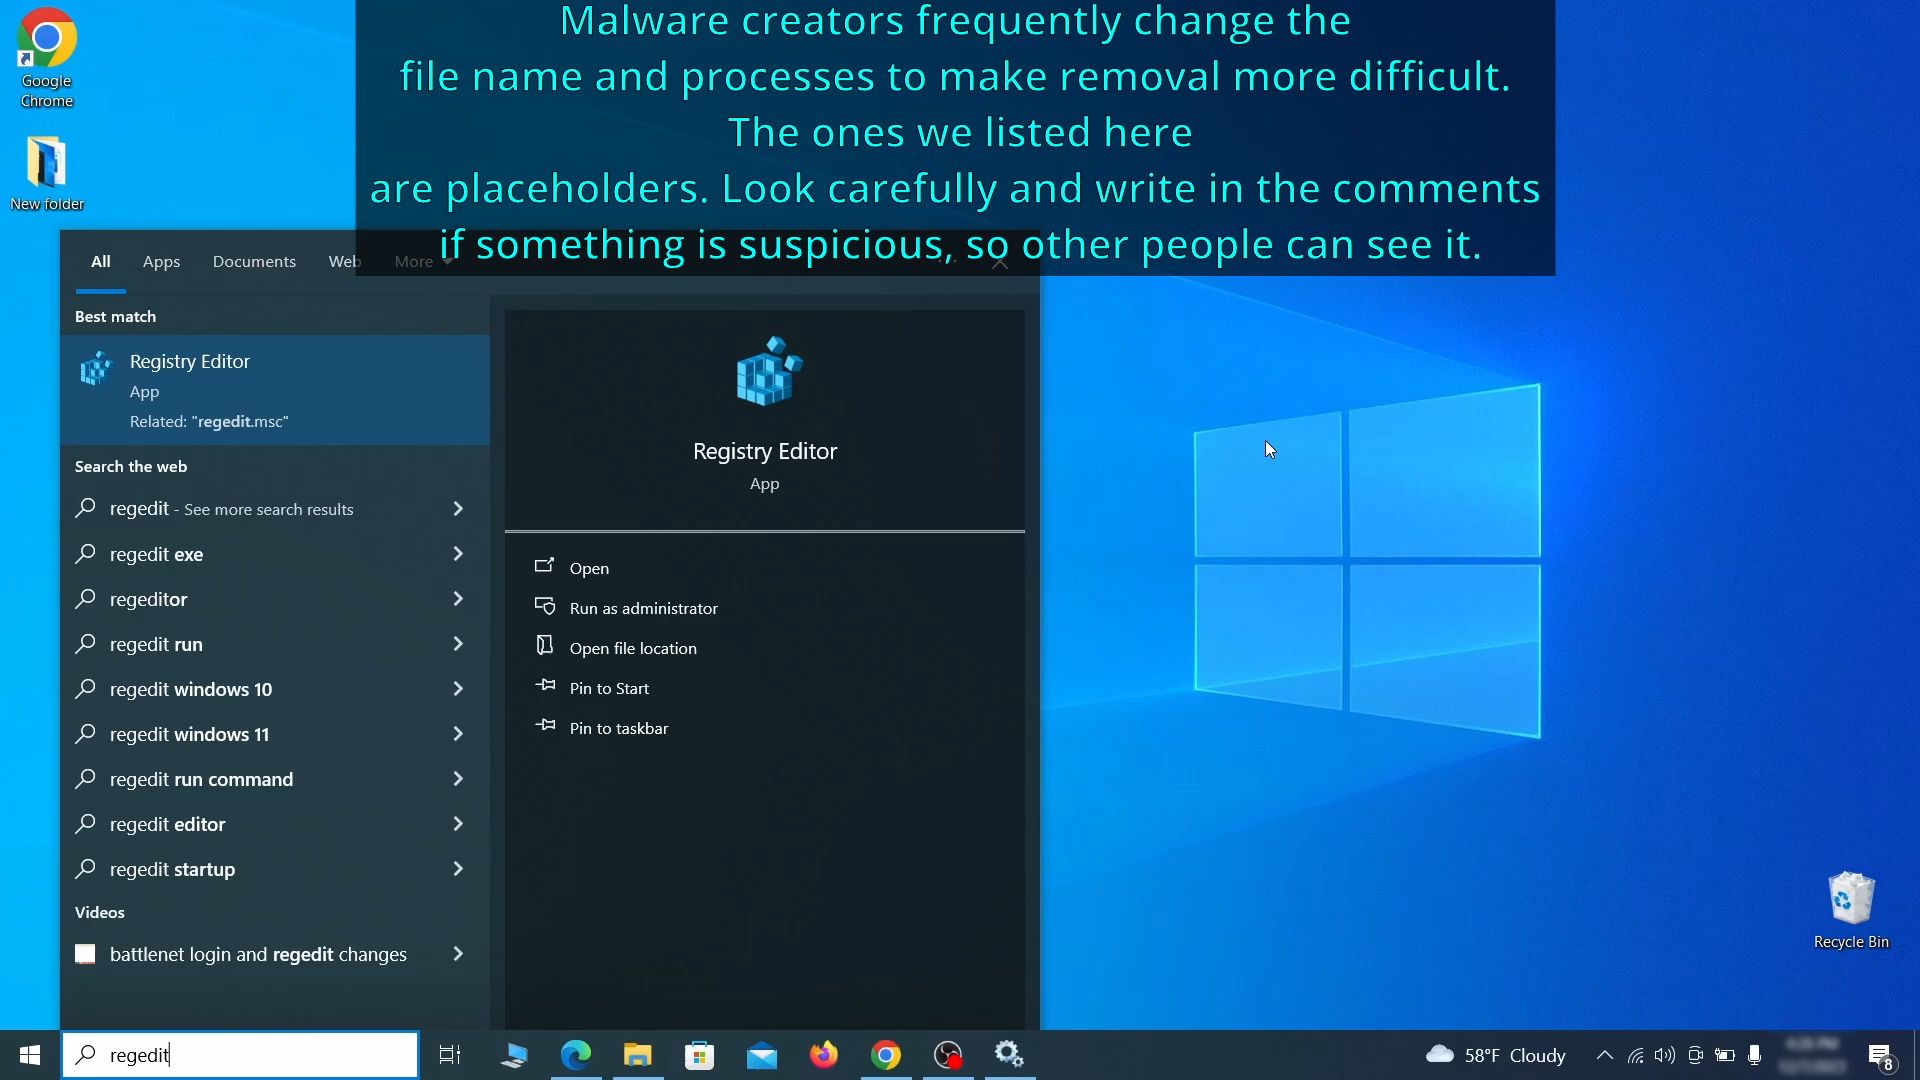 Malware creators frequently change the
file name and processes to make removal more difficult.
The ones we listed here
are placeholders. Look carefully and write in the comments
if something is suspicious, so other people can see it.
Google
Chrome
New folder
All Apps Documents Web More
Best match
Registry Editor
App
Related: "regedit.msc"
Search the web
regedit - See more search results
regedit exe
regeditor
regedit run
regedit windows 10
regedit windows 11
regedit run command
regedit editor
regedit startup
Videos
battlenet login and regedit changes
Registry Editor
App
Open
Run as administrator
Open file location
Pin to Start
Pin to taskbar
Recycle Bin
regedit
58°F Cloudy
8